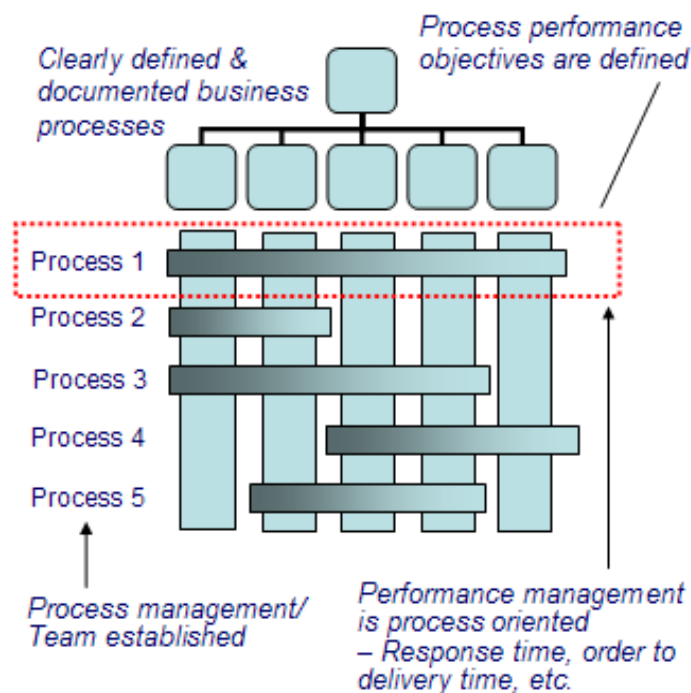 Clearly defined &
documented business
processes
Process performance
objectives are defined
Process 1
Process 2
Process 3
Process 4
Process 5
Process management/
Team established
Performance management
is process oriented
– Response time, order to
delivery time, etc.